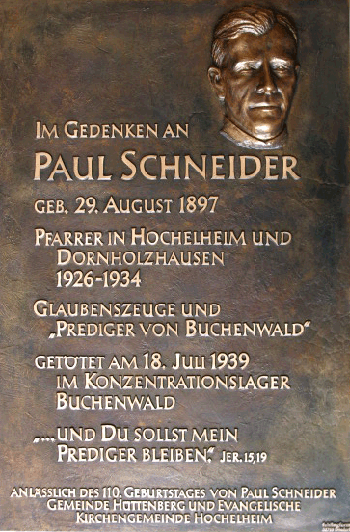 IM GEDENKEN AN
PAUL SCHNEIDER
GEB. 29. AUGUST 1897
PFARRER IN HOCHELHEIM UND
DORNHOLZHAUSEN
1926-1934
GLAUBENSZEUGE UND
„PREDIGER VON BUCHENWALD“
GETÖTET AM 18. JULI 1939
IM KONZENTRATIONSLAGER
BUCHENWALD
„...UND DU SOLLST MEIN
PREDIGER BLEIBEN“, JER. 15,19
ANLÄSSLICH DES 110. GEBURTSTAGES VON PAUL SCHNEIDER
GEMEINDE HÜTTENBERG UND EVANGELISCHE
KIRCHENGEMEINDE HOCHELHEIM